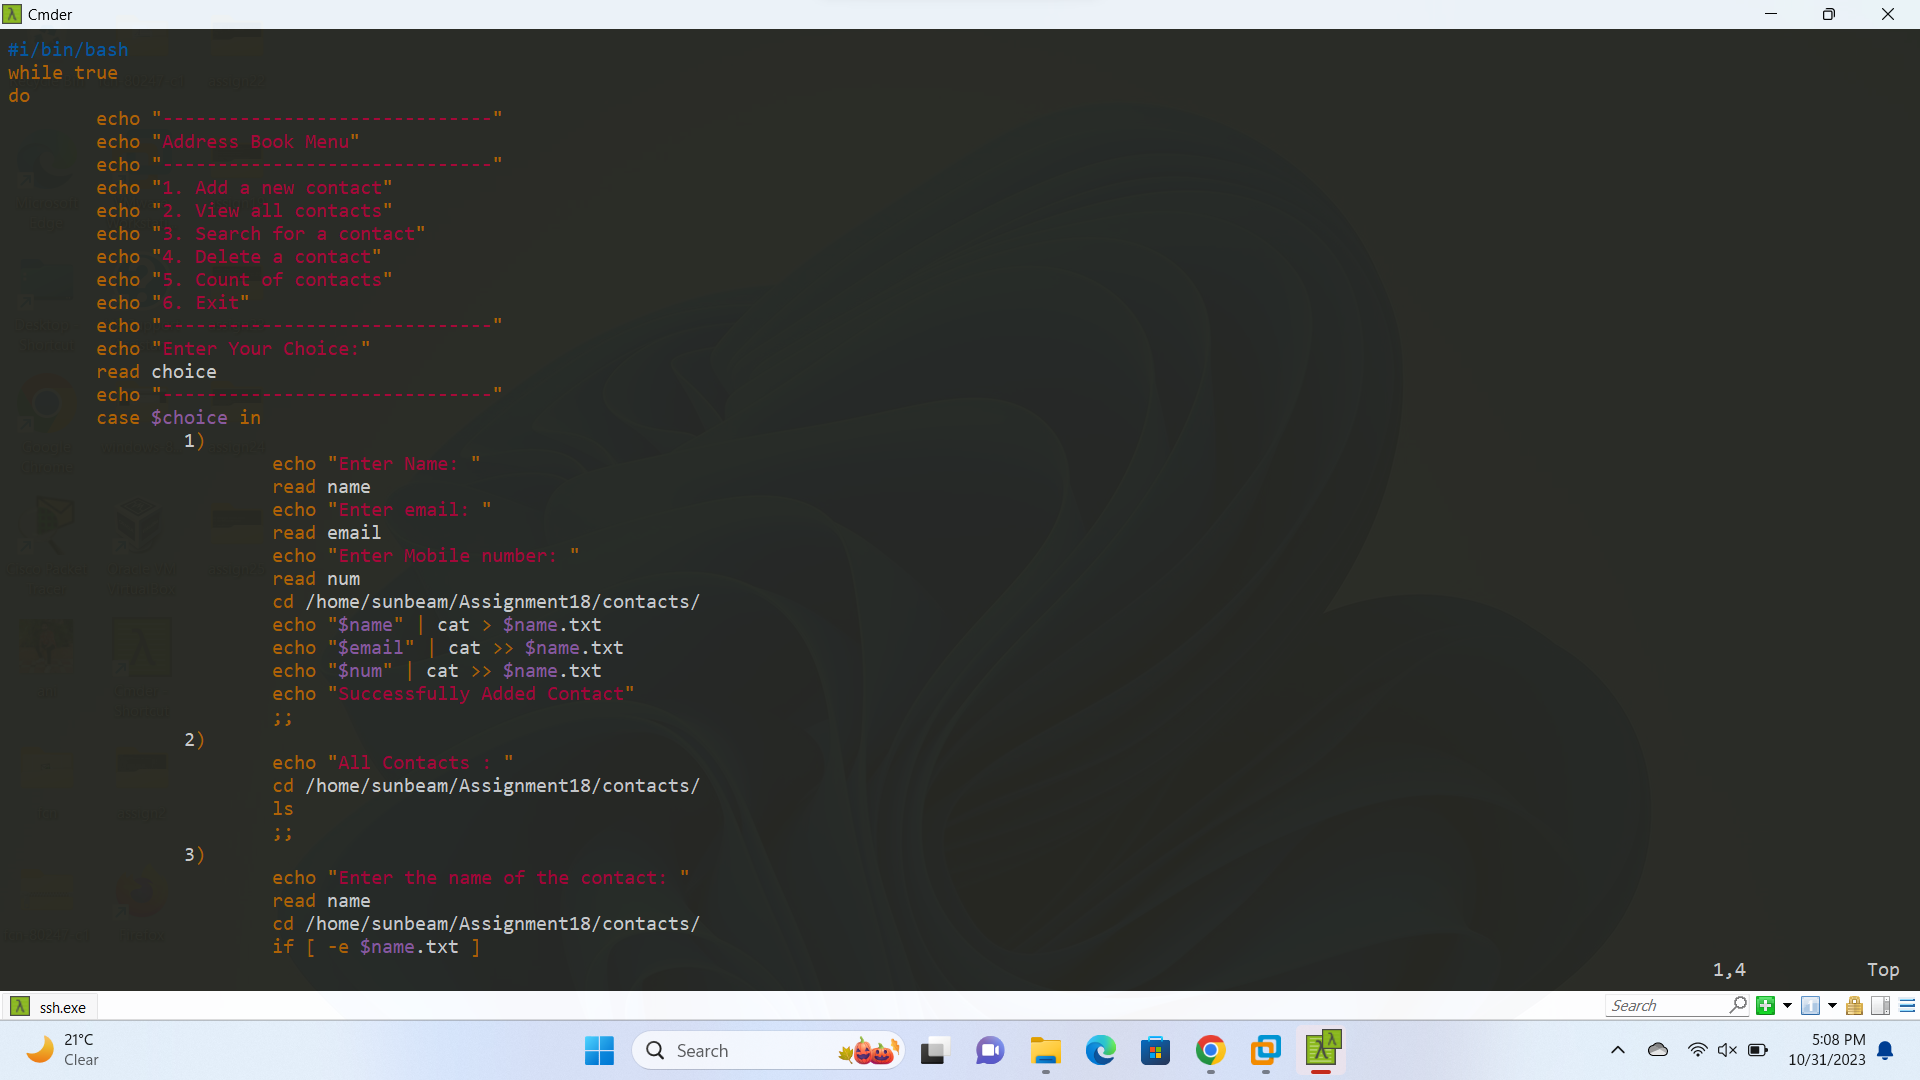 Cmder
#i/bin/bash
while true
do
echo "------------------------------"
echo "Address Book Menu"
echo "------------------------------"
echo "1. Add a new contact"
echo "2. View all contacts"
echo "3. Search for a contact"
echo "4. Delete a contact"
echo "5. Count of contacts"
echo "6. Exit"
echo "------------------------------"
echo "Enter Your Choice:"
read choice
echo "------------------------------"
case $choice in
1)
echo "Enter Name: "
read name
echo "Enter email: "
read email
echo "Enter Mobile number: "
read num
cd /home/sunbeam/Assignment18/contacts/
echo "$name" | cat > $name.txt
echo "$email" | cat >> $name.txt
echo "$num" | cat >> $name.txt
echo "Successfully Added Contact"
;;
2)
echo "All Contacts : "
cd /home/sunbeam/Assignment18/contacts/
ls
;;
3)
echo "Enter the name of the contact: "
read name
cd /home/sunbeam/Assignment18/contacts/
if [ -e $name.txt ]
1,4 Top
ssh.exe
Search
21°C
Clear
Search
5:08 PM
10/31/2023